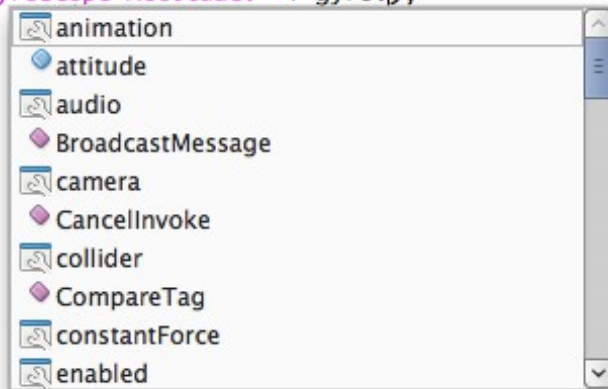 animation
attitude
audio
BroadcastMessage
camera
CancelInvoke
collider
CompareTag
constantForce
enabled